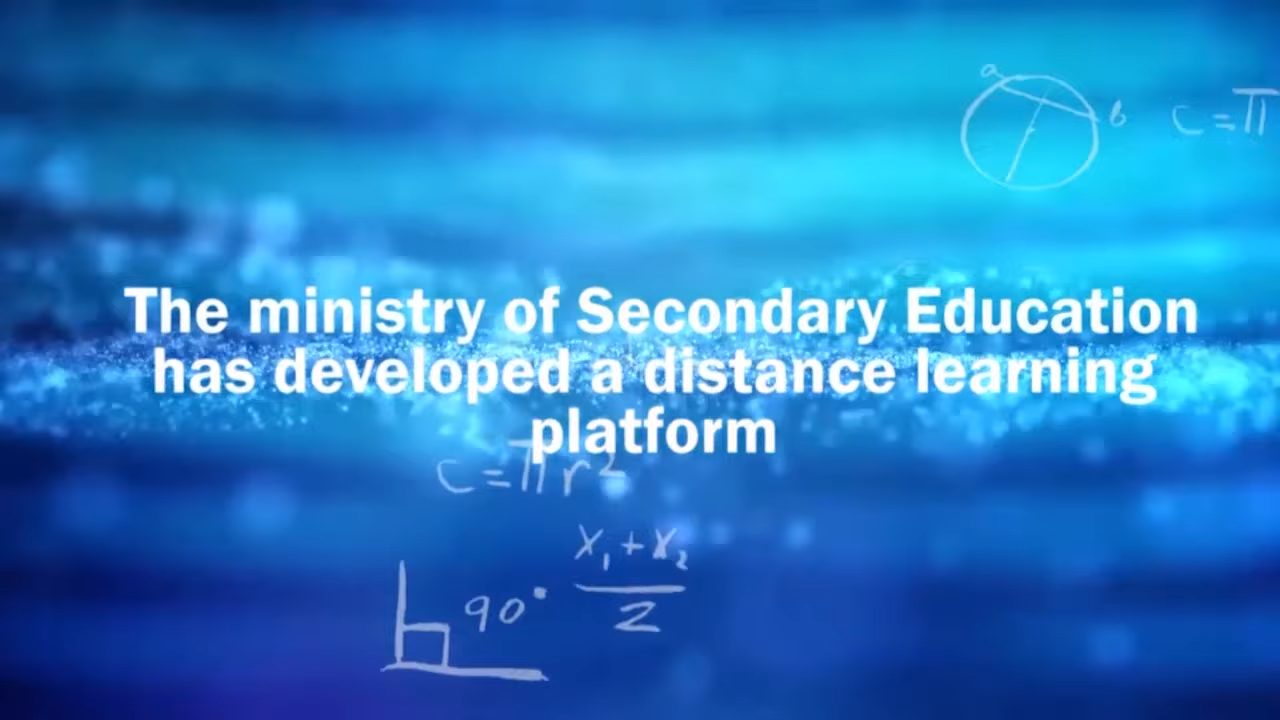 a
b
C = π
The ministry of Secondary Education
has developed a distance learning
platform
C = πr²
x₁ + x₂
2
90°